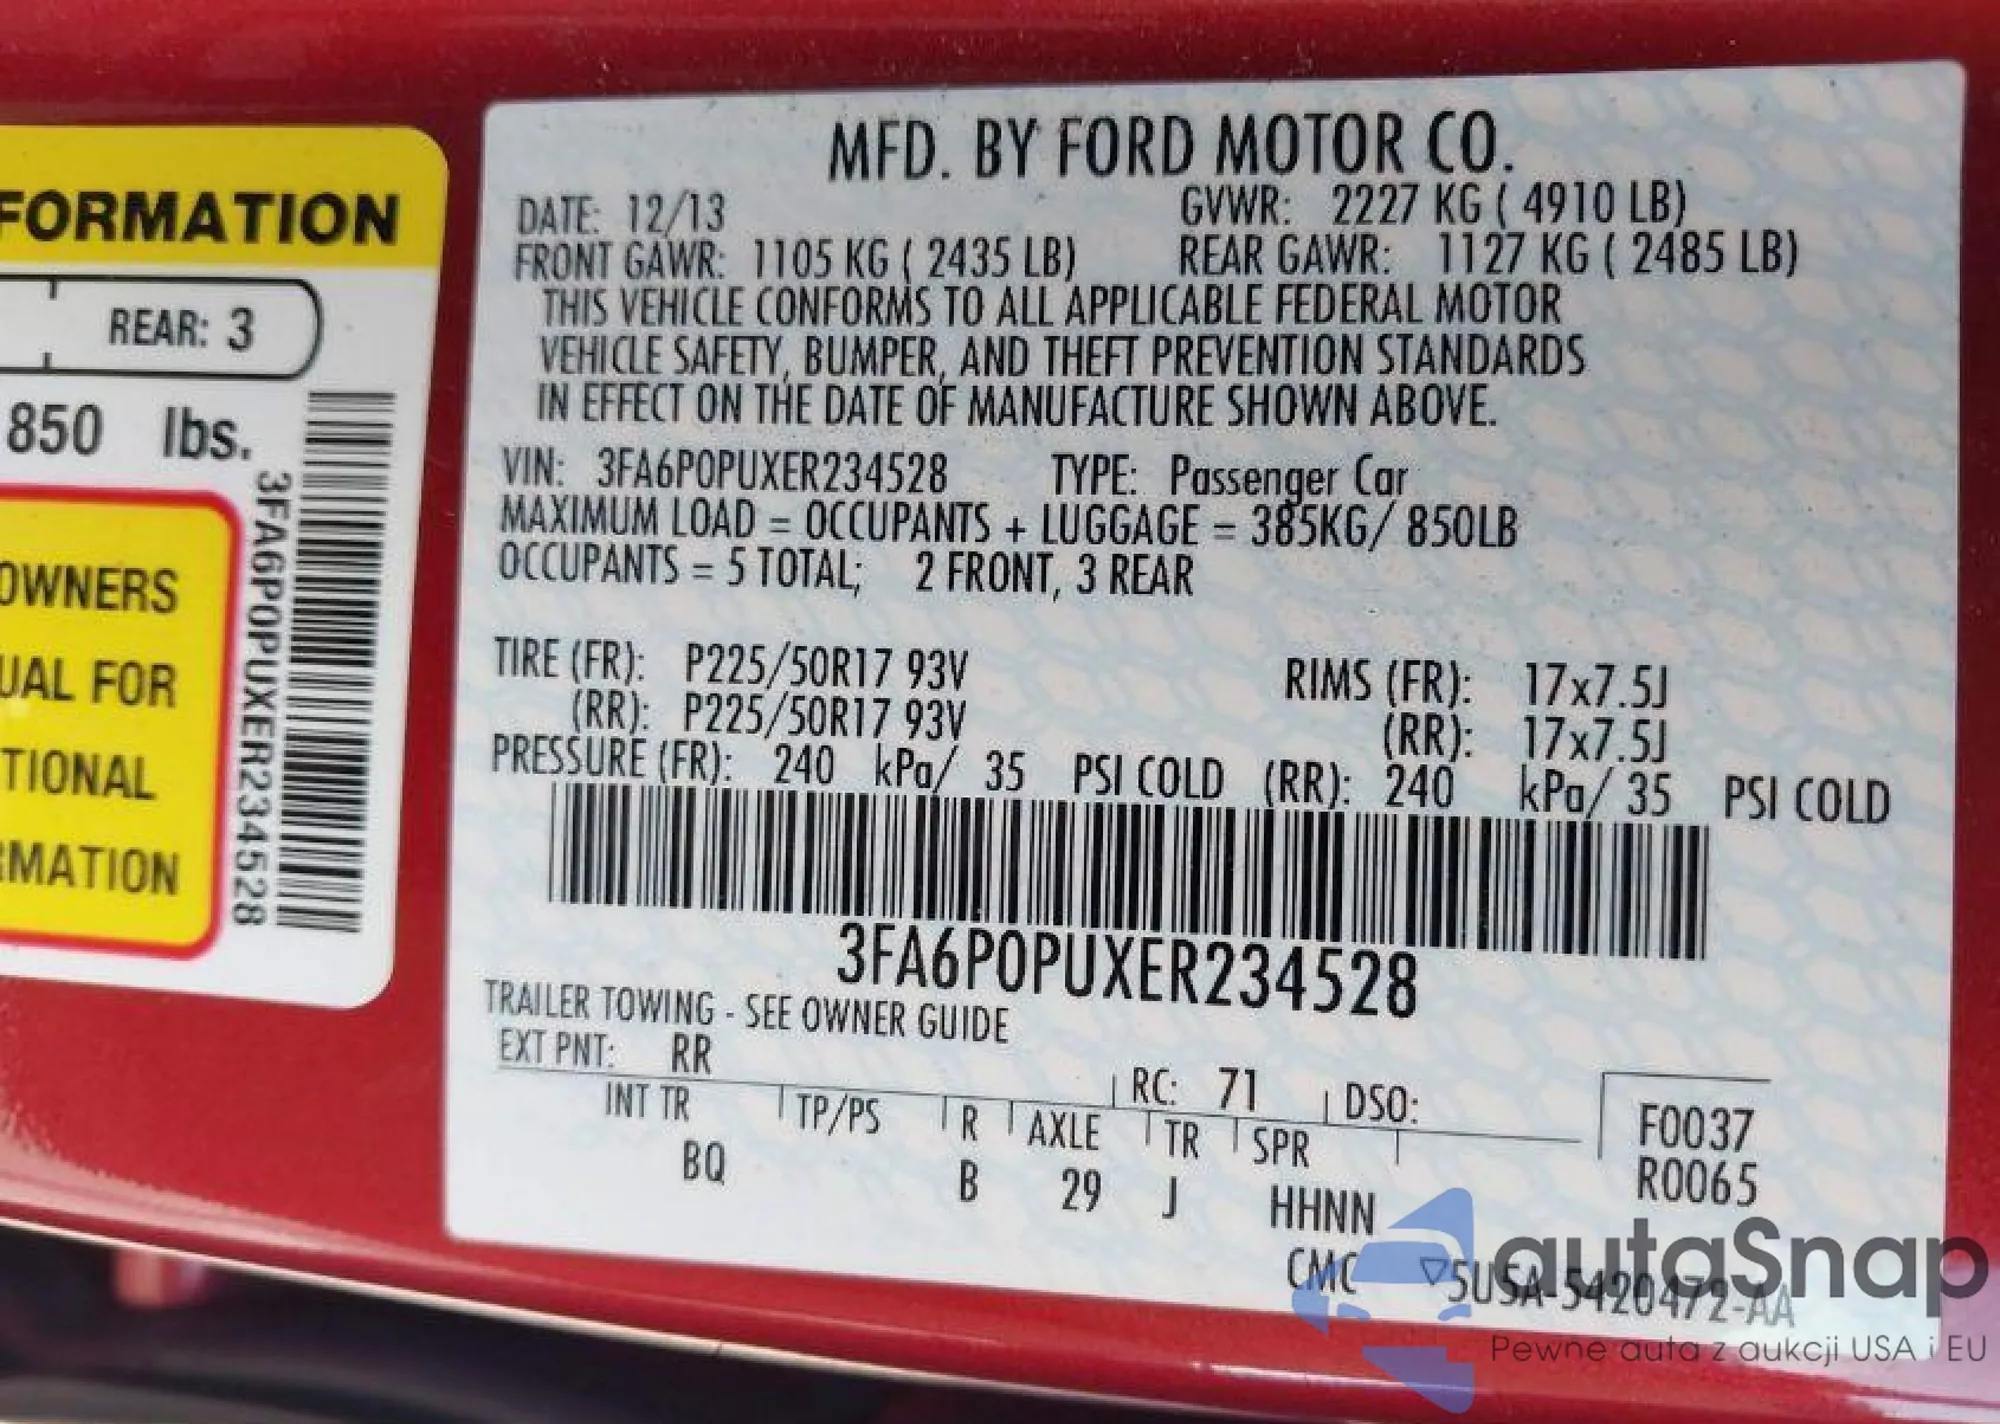 FORMATION
REAR: 3
850 lbs.
OWNERS
UAL FOR
TIONAL
RMATION
3FA6P0PUXER234528
MFD. BY FORD MOTOR CO.
DATE: 12/13 GVWR: 2227 KG ( 4910 LB)
FRONT GAWR: 1105 KG ( 2435 LB) REAR GAWR: 1127 KG ( 2485 LB)
THIS VEHICLE CONFORMS TO ALL APPLICABLE FEDERAL MOTOR
VEHICLE SAFETY, BUMPER, AND THEFT PREVENTION STANDARDS
IN EFFECT ON THE DATE OF MANUFACTURE SHOWN ABOVE.
VIN: 3FA6P0PUXER234528 TYPE: Passenger Car
MAXIMUM LOAD = OCCUPANTS + LUGGAGE = 385KG/ 850LB
OCCUPANTS = 5 TOTAL; 2 FRONT, 3 REAR
TIRE (FR): P225/50R17 93V RIMS (FR): 17x7.5J
(RR): P225/50R17 93V (RR): 17x7.5J
PRESSURE (FR): 240 kPa/ 35 PSI COLD (RR): 240 kPa/ 35 PSI COLD
3FA6P0PUXER234528
TRAILER TOWING - SEE OWNER GUIDE
EXT PNT: RR RC: 71 DSO:
INT TR TP/PS R AXLE TR SPR
BQ B 29 J HHNN
F0037
R0065
CMC ▽5USA-5420472-AA
autoSnap
Pewne auta z aukcji USA i EU